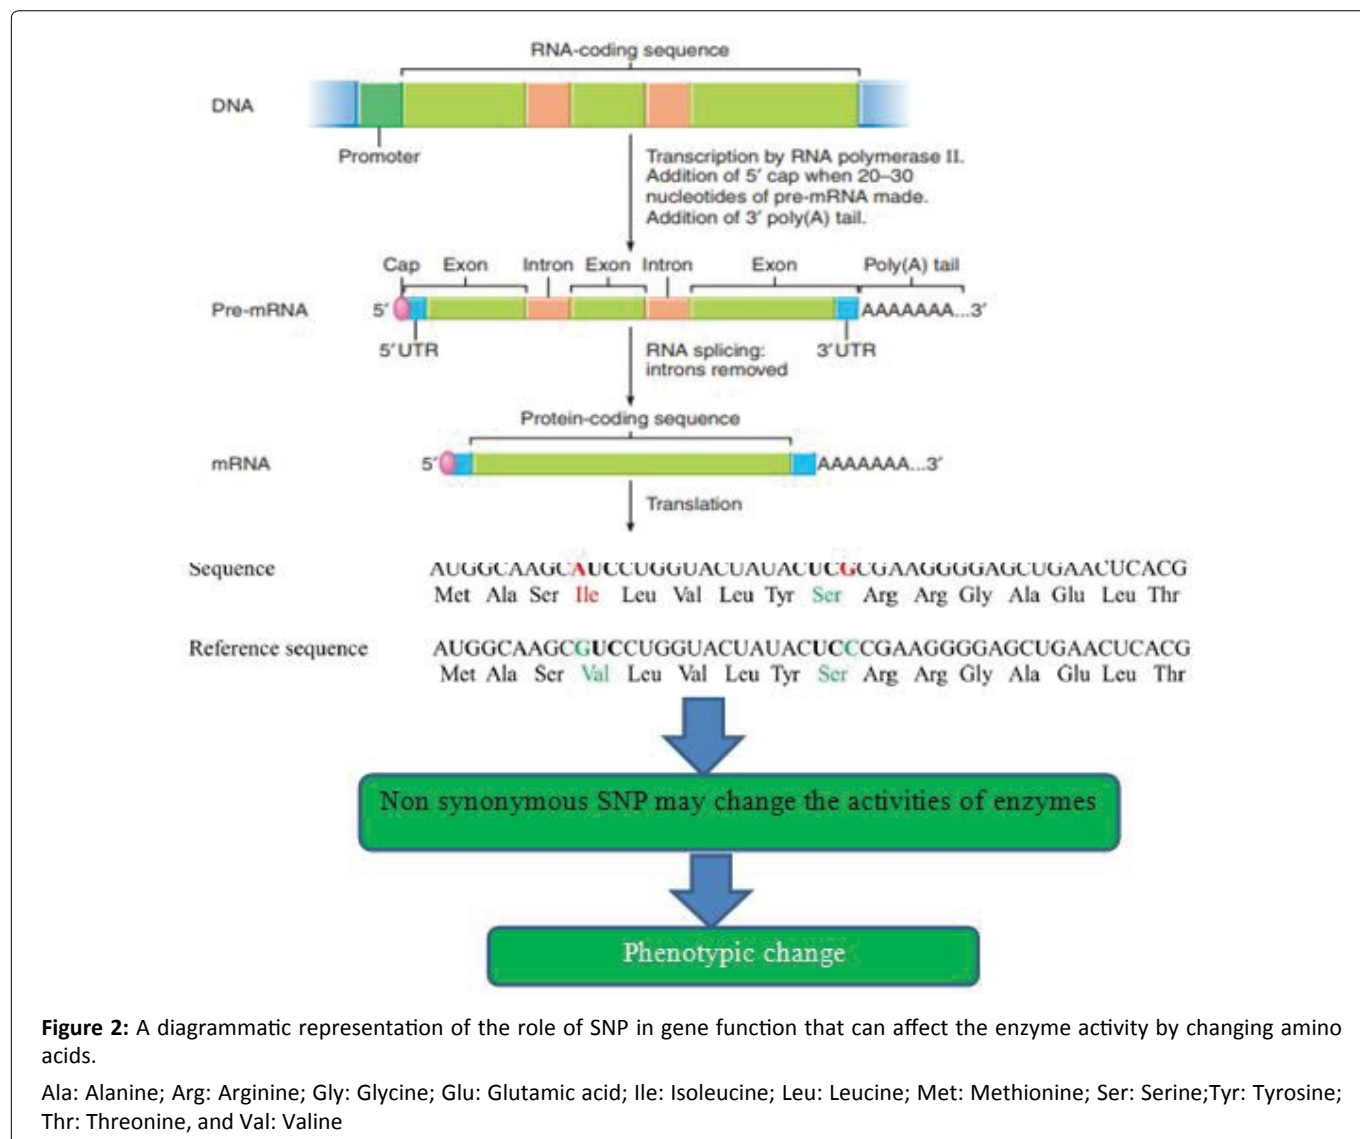 RNA-coding sequence
DNA
Promoter
Transcription by RNA polymerase II.
Addition of 5′ cap when 20–30
nucleotides of pre-mRNA made.
Addition of 3′ poly(A) tail.
Cap Exon Intron Exon Intron Exon Poly(A) tail
Pre-mRNA 5′ AAAAAAA...3′
5′UTR 3′UTR
RNA splicing:
introns removed
Protein-coding sequence
mRNA 5′ AAAAAAA...3′
Translation
Sequence AUGGCAAGCAUCCUGGUACUAUACUCGCGAAGGGGAGCUGAACUCACG
Met Ala Ser Ile Leu Val Leu Tyr Ser Arg Arg Gly Ala Glu Leu Thr
Reference sequence AUGGCAAGCGUCCUGGUACUAUACUCCCGAAGGGGAGCUGAACUCACG
Met Ala Ser Val Leu Val Leu Tyr Ser Arg Arg Gly Ala Glu Leu Thr
Non synonymous SNP may change the activities of enzymes
Phenotypic change
Figure 2: A diagrammatic representation of the role of SNP in gene function that can affect the enzyme activity by changing amino
acids.
Ala: Alanine; Arg: Arginine; Gly: Glycine; Glu: Glutamic acid; Ile: Isoleucine; Leu: Leucine; Met: Methionine; Ser: Serine;Tyr: Tyrosine;
Thr: Threonine, and Val: Valine